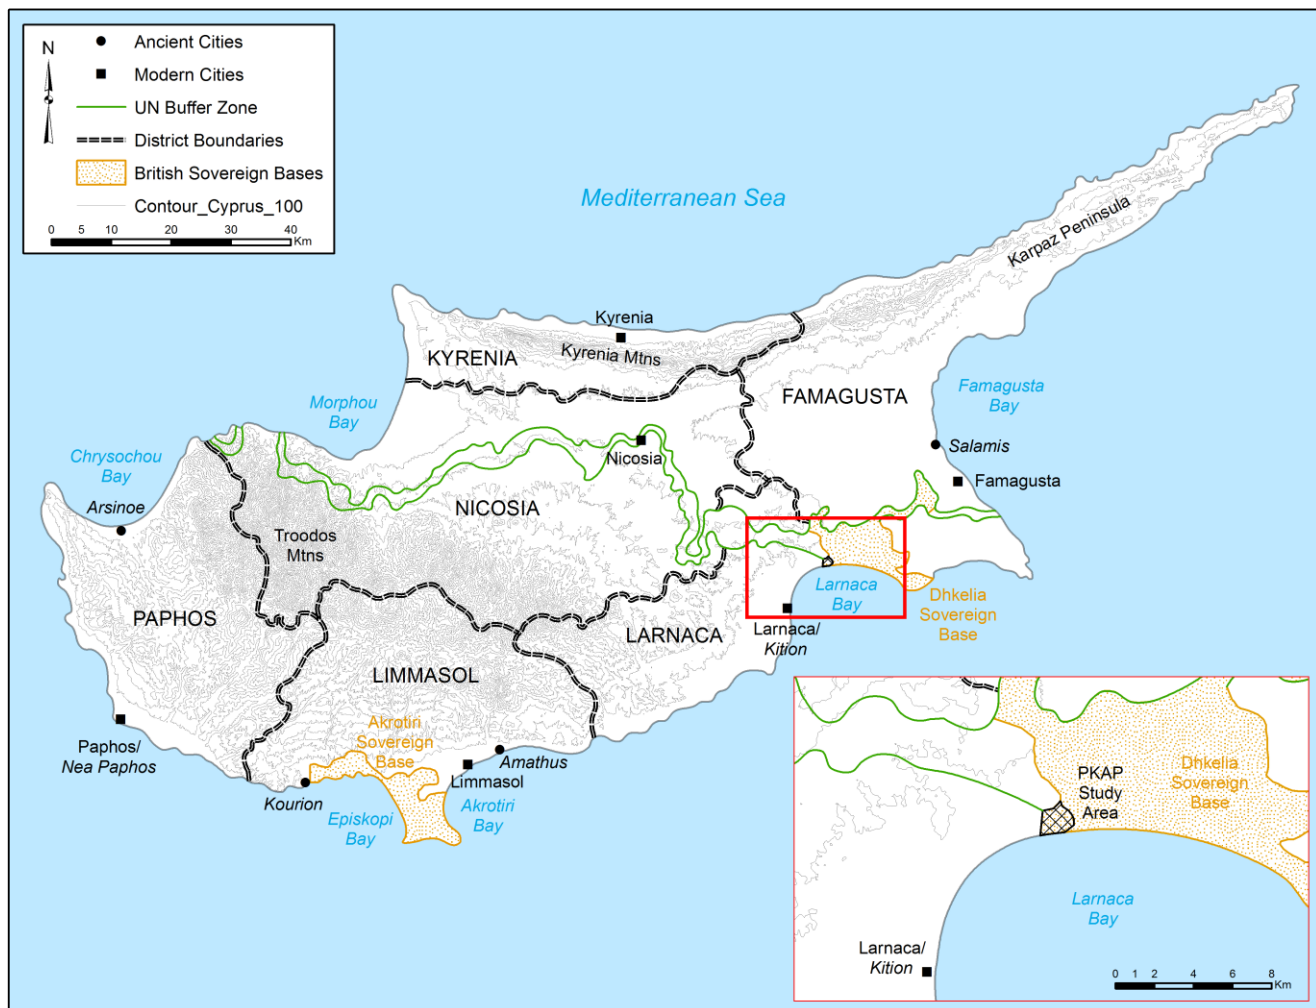 N
Ancient Cities
Modern Cities
UN Buffer Zone
District Boundaries
British Sovereign Bases
Contour_Cyprus_100
0 5 10 20 30 40
Km
Mediterranean Sea
Karpaz Peninsula
Kyrenia
Kyrenia Mtns
KYRENIA
FAMAGUSTA
Famagusta
Bay
Morphou
Bay
Salamis
Chrysochou
Bay
Nicosia
Famagusta
Arsinoe
NICOSIA
Troodos
Mtns
Larnaca
Bay
Dhkelia
Sovereign
Base
PAPHOS
LARNACA
Larnaca/
Kition
LIMMASOL
Akrotiri
Sovereign
Base
Paphos/
Nea Paphos
Amathus
Limmasol
Kourion
Episkopi
Bay
Akrotiri
Bay
PKAP
Study
Area
Dhkelia
Sovereign
Base
Larnaca
Bay
Larnaca/
Kition
0 1 2 4 6 8
Km